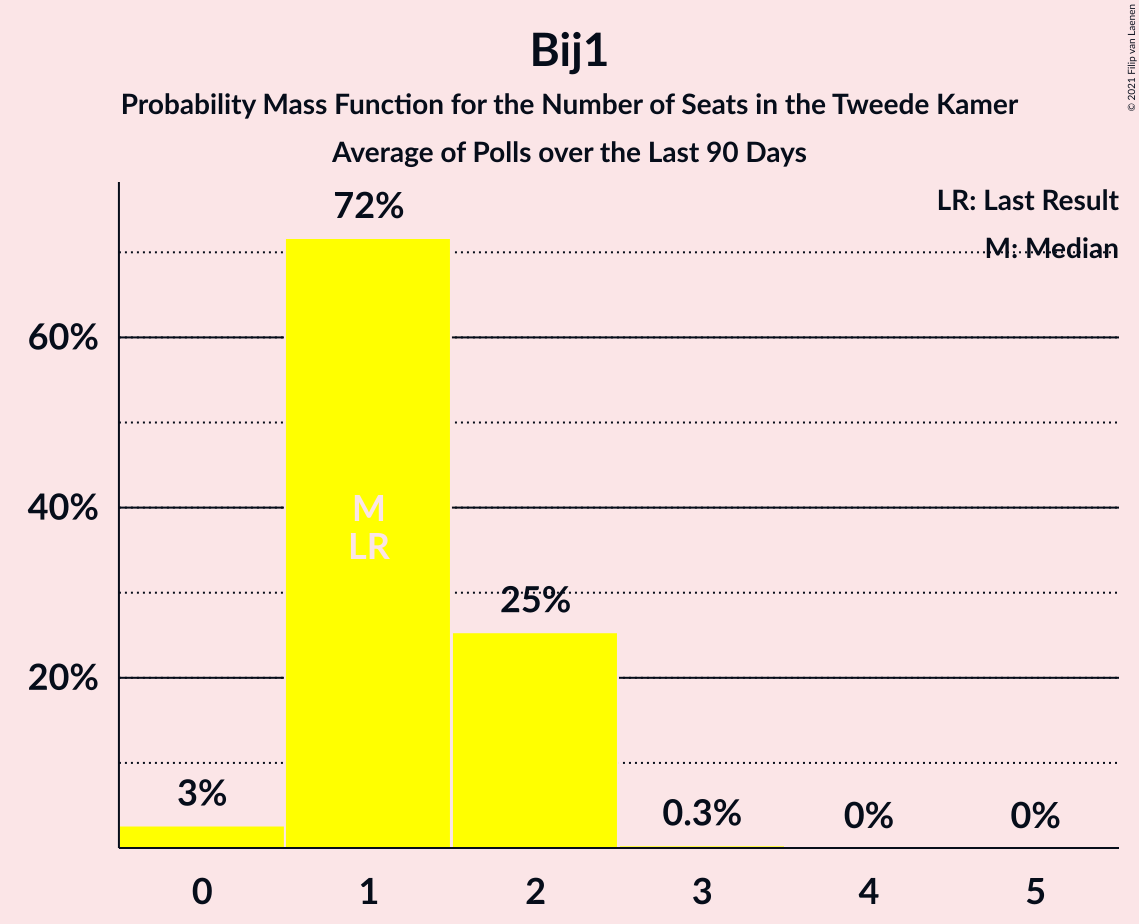 Bij1
Probability Mass Function for the Number of Seats in the Tweede Kamer
Average of Polls over the Last 90 Days
© 2021 Filip van Laenen
LR: Last Result
M: Median
72%
60%
40%
M
LR
25%
20%
3%
0.3%
0%
0%
0 1 2 3 4 5